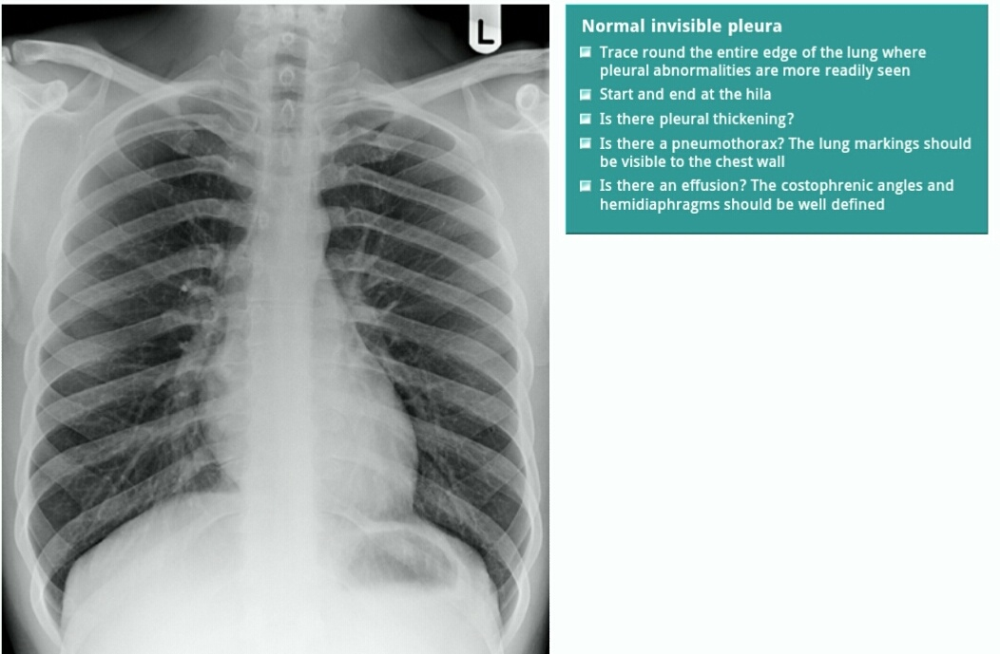 L
Normal invisible pleura
Trace round the entire edge of the lung where
pleural abnormalities are more readily seen
Start and end at the hila
Is there pleural thickening?
Is there a pneumothorax? The lung markings should
be visible to the chest wall
Is there an effusion? The costophrenic angles and
hemidiaphragms should be well defined